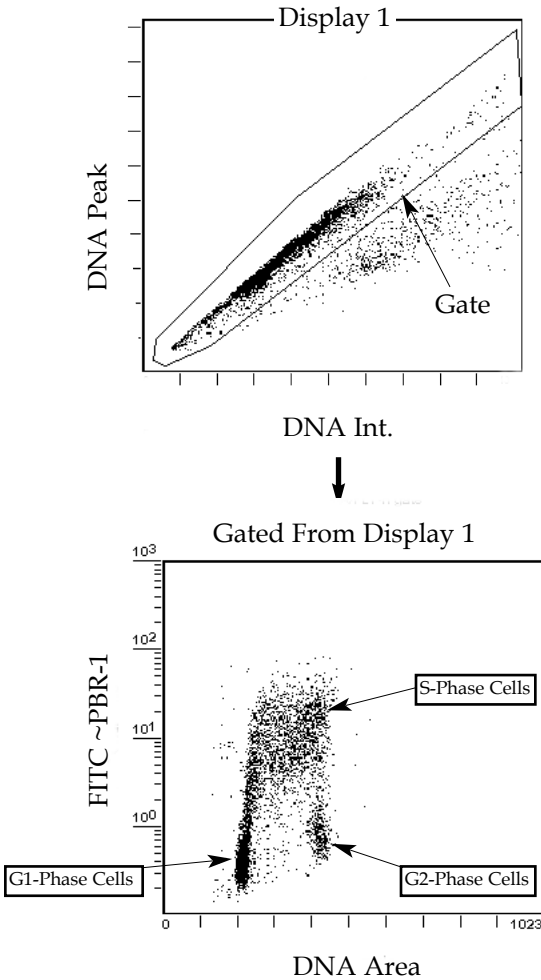 Display 1
DNA Peak
Gate
DNA Int.
Gated From Display 1
10³
10²
10¹
10⁰
FITC ~PBR-1
S-Phase Cells
G1-Phase Cells
G2-Phase Cells
0
1023
DNA Area